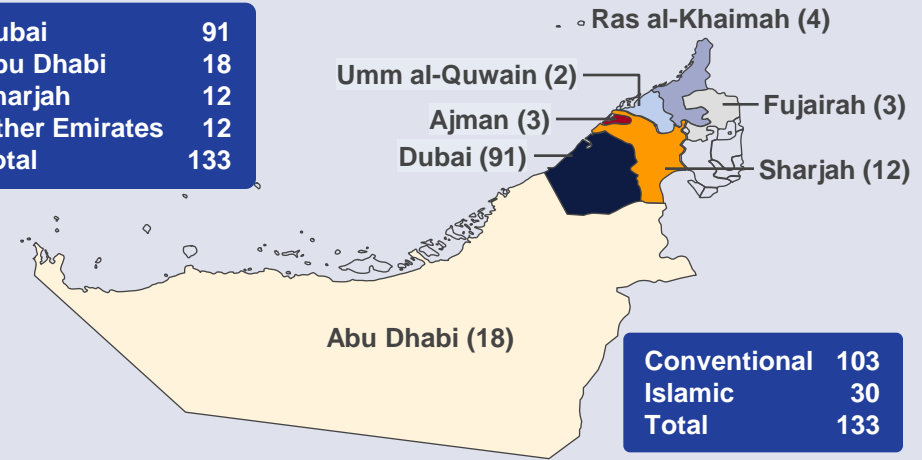 ubai 91
bu Dhabi 18
harjah 12
ther Emirates 12
otal 133
Ras al-Khaimah (4)
Umm al-Quwain (2)
Fujairah (3)
Ajman (3)
Dubai (91)
Sharjah (12)
Abu Dhabi (18)
Conventional 103
Islamic 30
Total 133